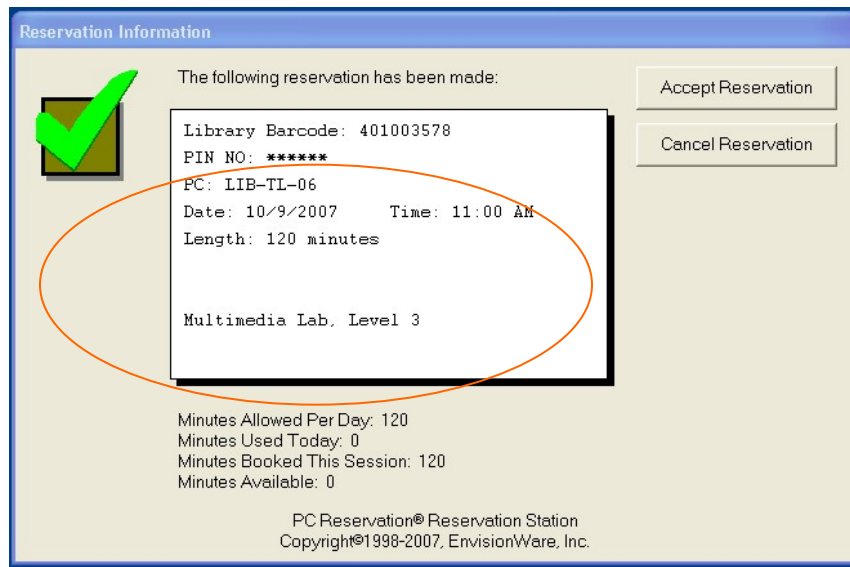 Reservation Information
The following reservation has been made:
Accept Reservation
Cancel Reservation
Library Barcode: 401003578
PIN NO: ******
PC: LIB-TL-06
Date: 10/9/2007 Time: 11:00 AM
Length: 120 minutes
Multimedia Lab, Level 3
Minutes Allowed Per Day: 120
Minutes Used Today: 0
Minutes Booked This Session: 120
Minutes Available: 0
PC Reservation® Reservation Station
Copyright©1998-2007, EnvisionWare, Inc.